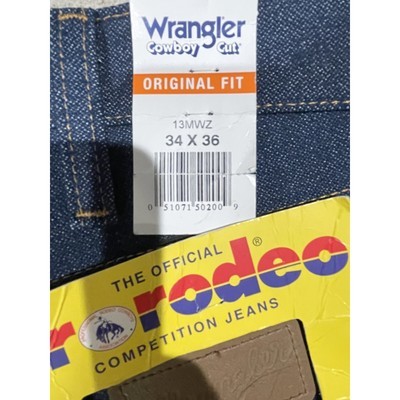 Wrangler
Cowboy Cut
ORIGINAL FIT
13MWZ
34 X 36
0 51071 50200 9
THE OFFICIAL
r rodeo®
COMPETITION JEANS